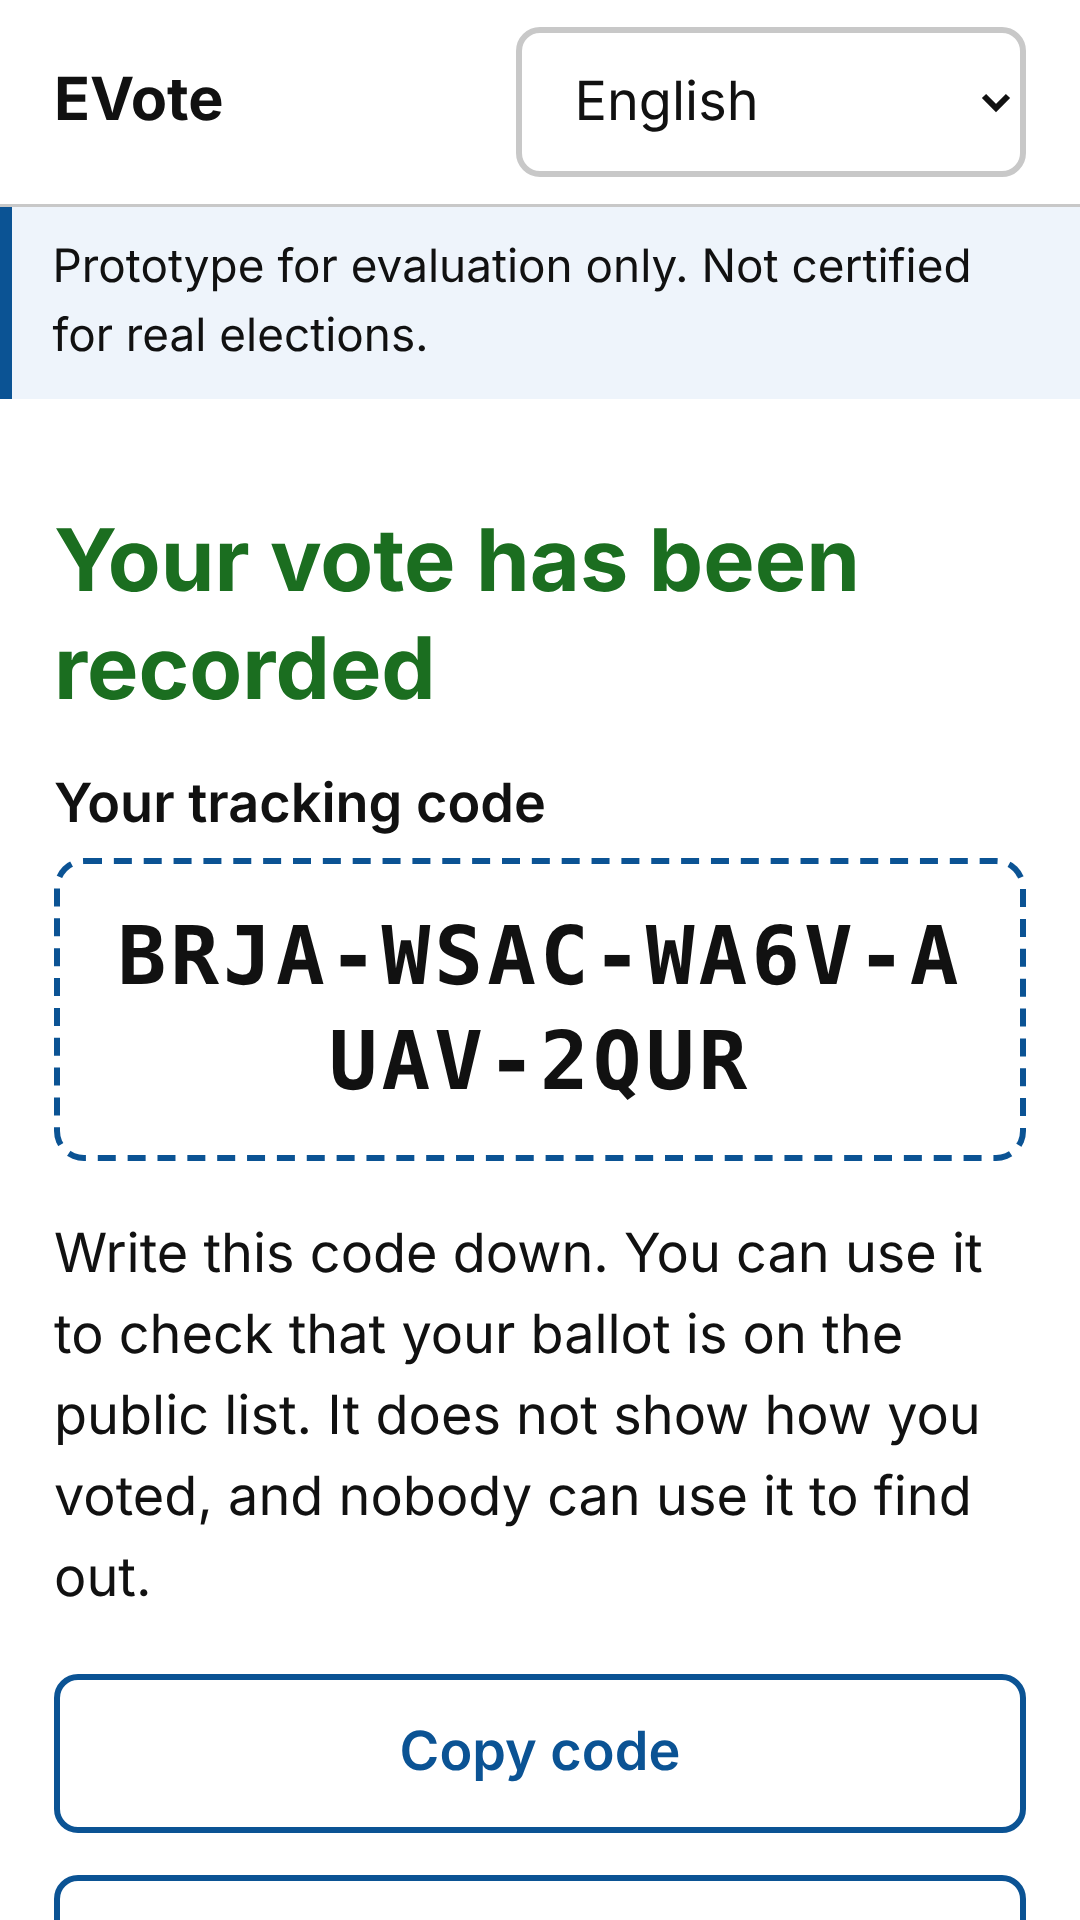 EVote
English
Prototype for evaluation only. Not certified
for real elections.
Your vote has been
recorded
Your tracking code
BRJA-WSAC-WA6V-A
UAV-2QUR
Write this code down. You can use it
to check that your ballot is on the
public list. It does not show how you
voted, and nobody can use it to find
out.
Copy code